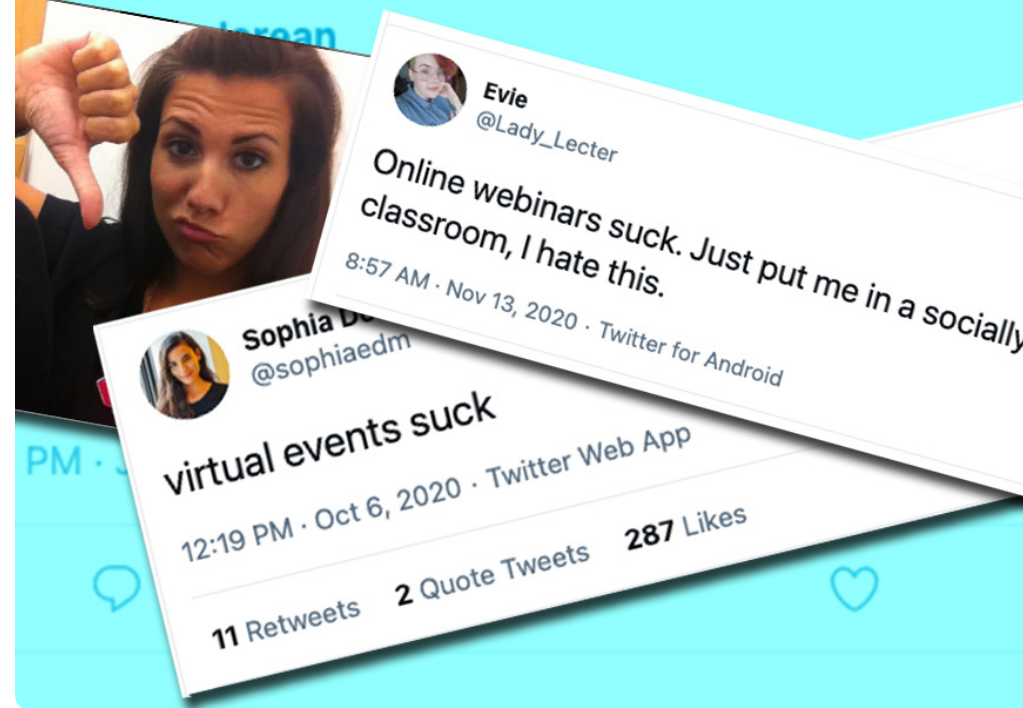 Evie
@Lady_Lecter
Online webinars suck. Just put me in a socially
classroom, I hate this.
8:57 AM · Nov 13, 2020 · Twitter for Android
Sophia
@sophiaedm
virtual events suck
12:19 PM · Oct 6, 2020 · Twitter Web App
11 Retweets 2 Quote Tweets 287 Likes
PM ·